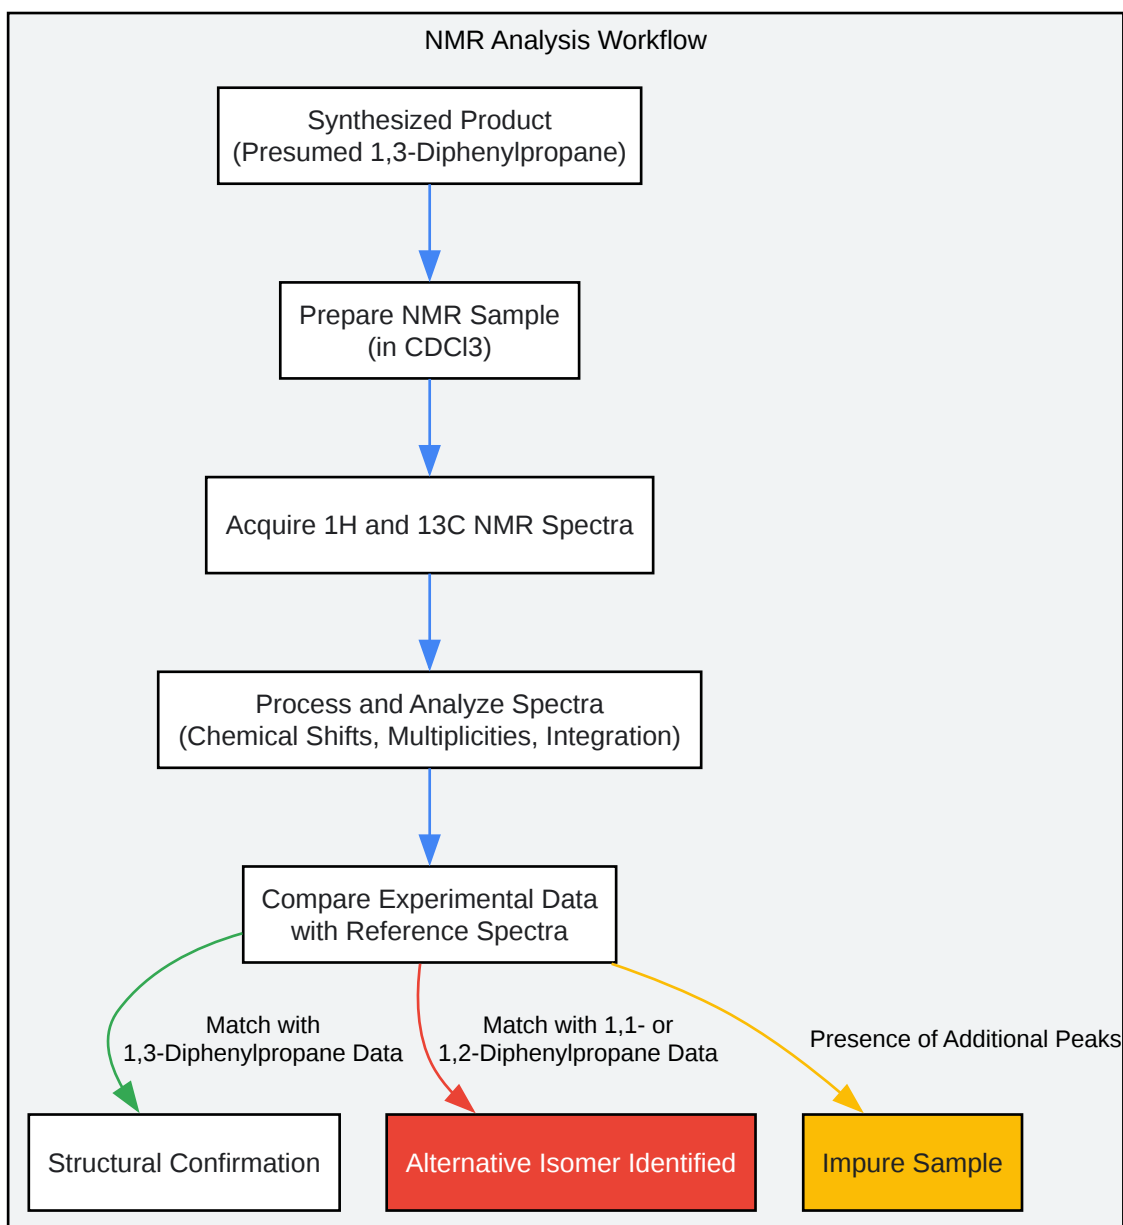 NMR Analysis Workflow
Synthesized Product
(Presumed 1,3-Diphenylpropane)
Prepare NMR Sample
(in CDCl3)
Acquire 1H and 13C NMR Spectra
Process and Analyze Spectra
(Chemical Shifts, Multiplicities, Integration)
Compare Experimental Data
with Reference Spectra
Match with
1,3-Diphenylpropane Data
Match with 1,1- or
1,2-Diphenylpropane Data
Presence of Additional Peaks
Structural Confirmation
Alternative Isomer Identified
Impure Sample